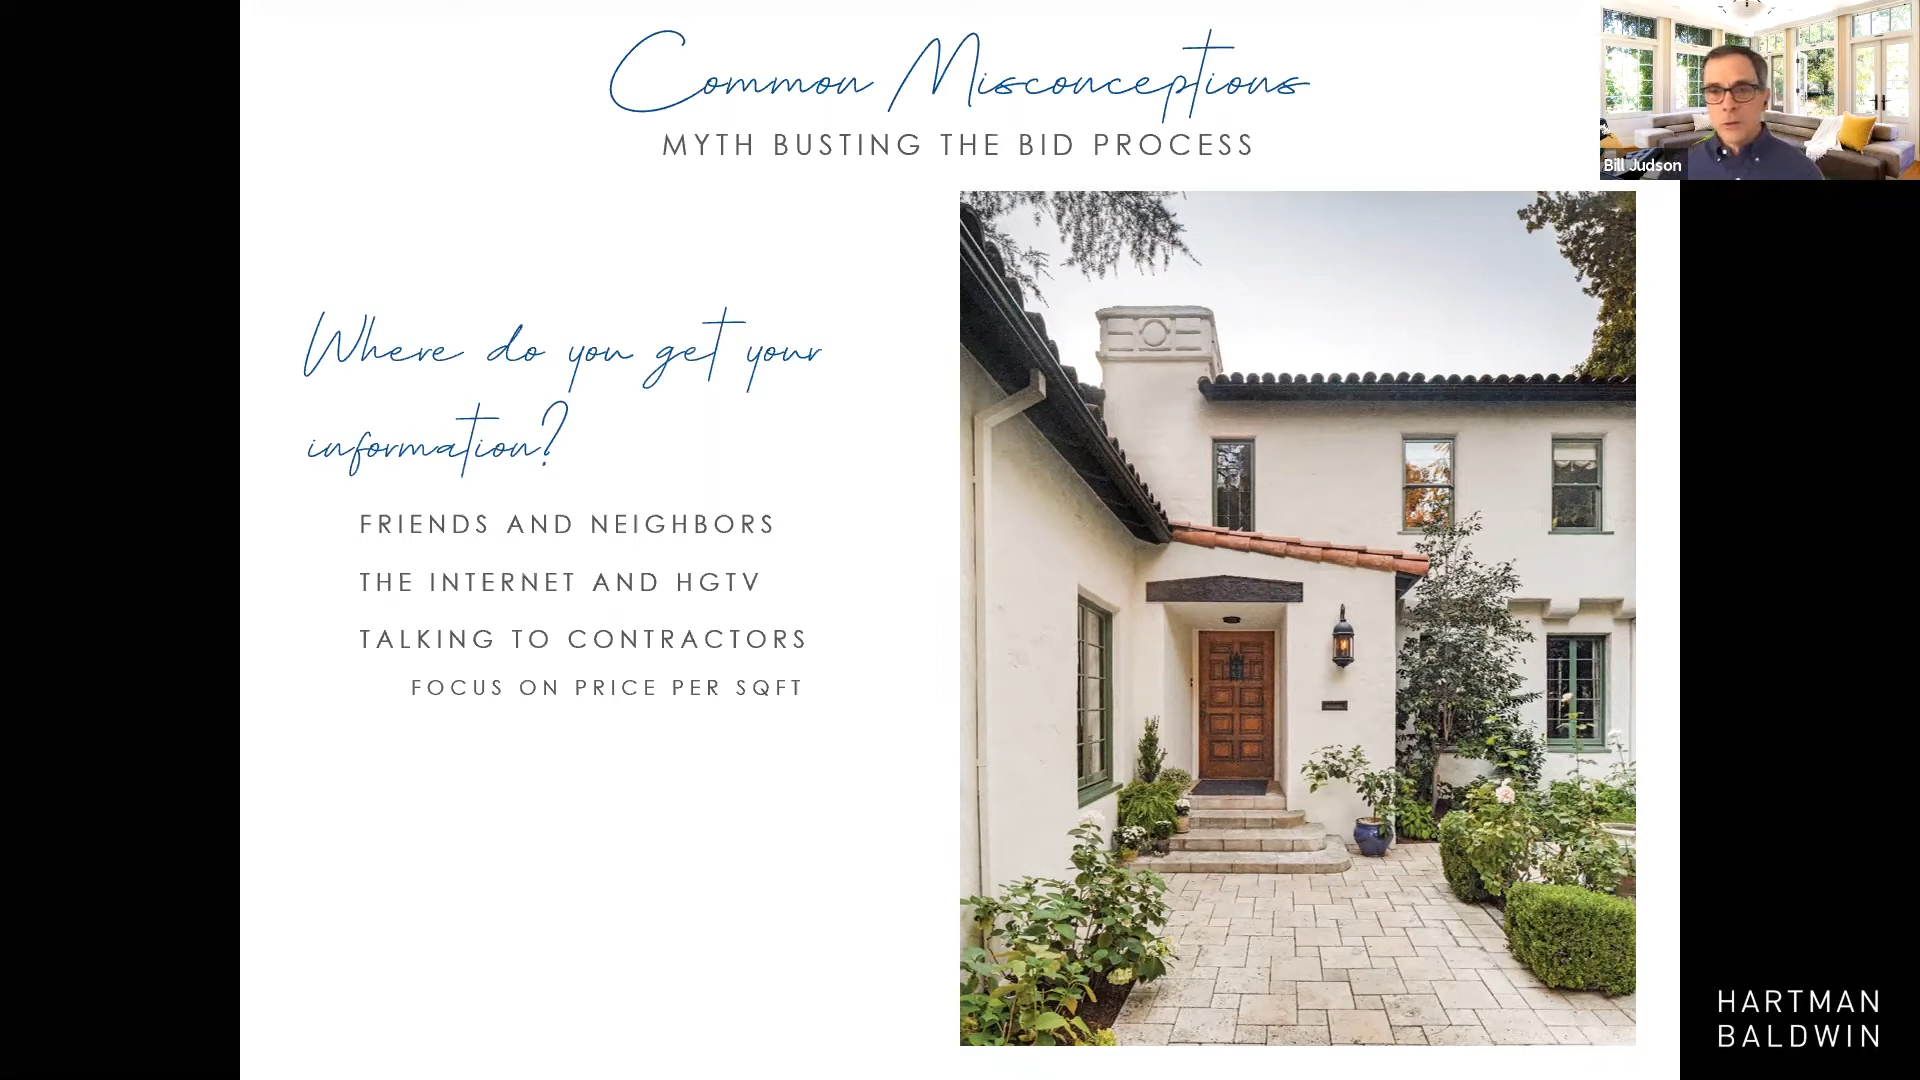 Common Misconceptions
MYTH BUSTING THE BID PROCESS
Bill Judson
Where do you get your
information?
FRIENDS AND NEIGHBORS
THE INTERNET AND HGTV
TALKING TO CONTRACTORS
FOCUS ON PRICE PER SQFT
HARTMAN
BALDWIN